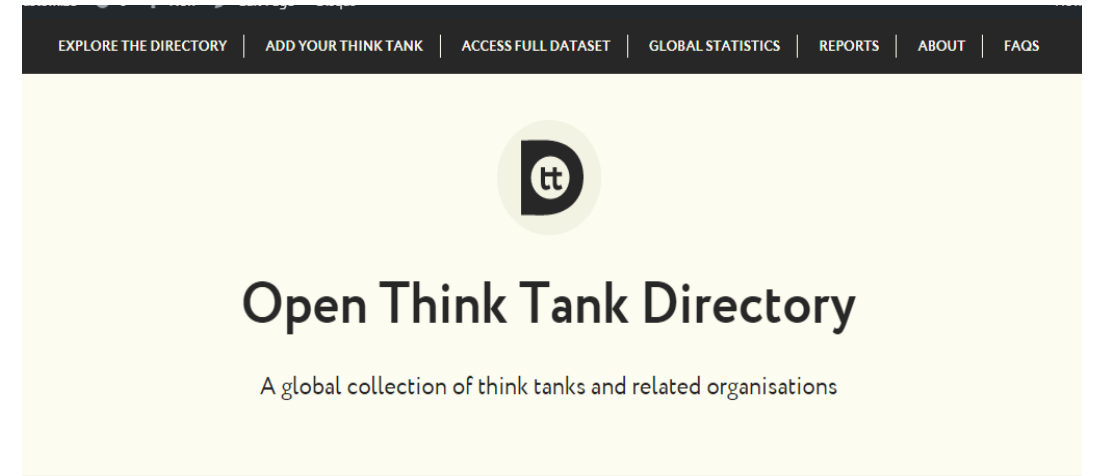 EXPLORE THE DIRECTORY ADD YOUR THINK TANK ACCESS FULL DATASET GLOBAL STATISTICS REPORTS ABOUT FAQS
tt
Open Think Tank Directory
A global collection of think tanks and related organisations